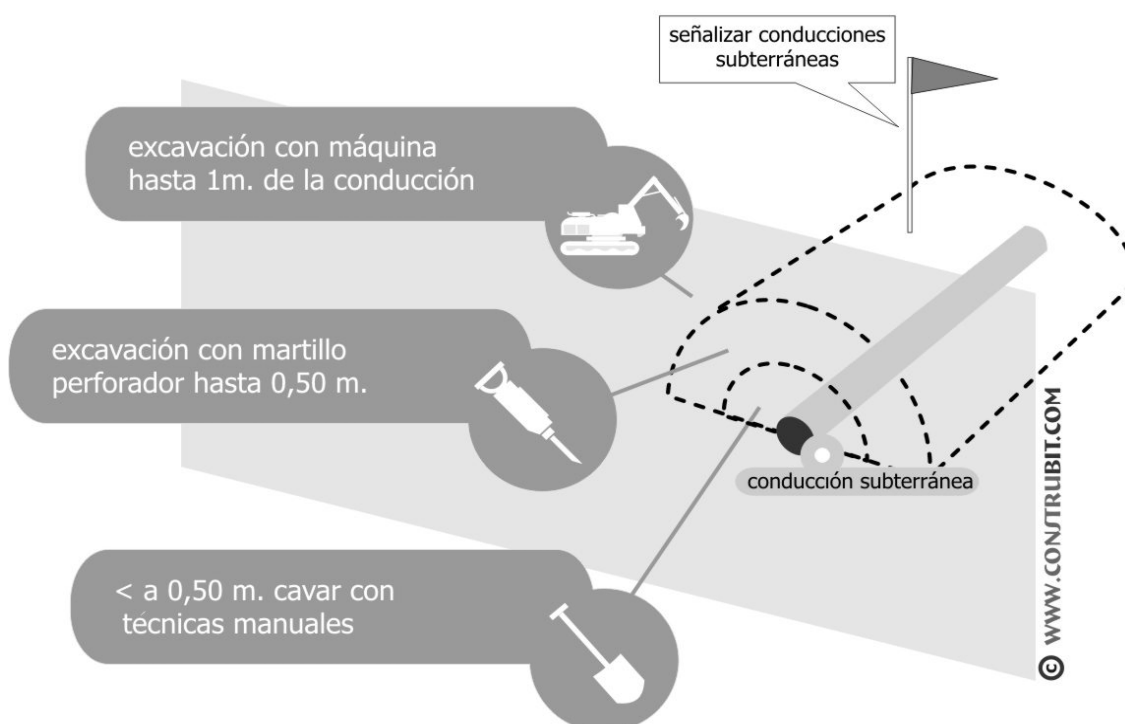 señalizar conducciones
subterráneas
excavación con máquina
hasta 1m. de la conducción
excavación con martillo
perforador hasta 0,50 m.
conducción subterránea
< a 0,50 m. cavar con
técnicas manuales
© WWW.CONSTRUBIT.COM